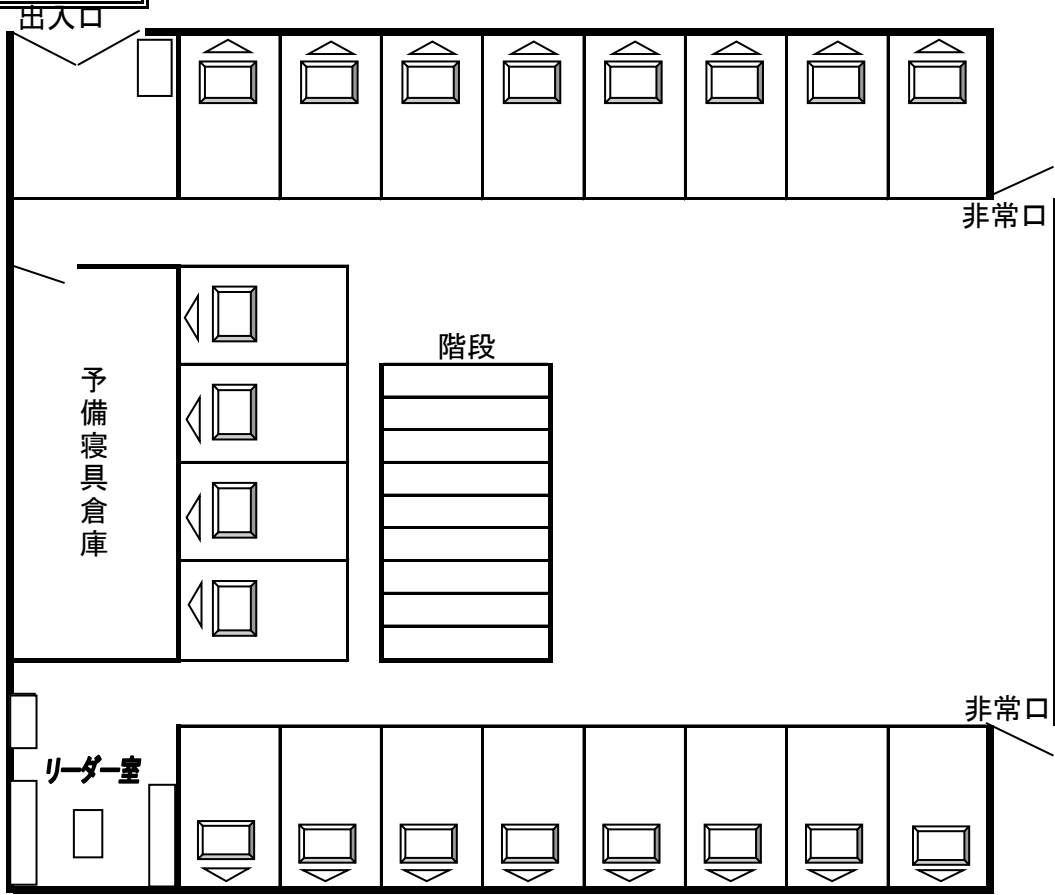 出入口
非常口
階段
予備寝具倉庫
非常口
リーダー室